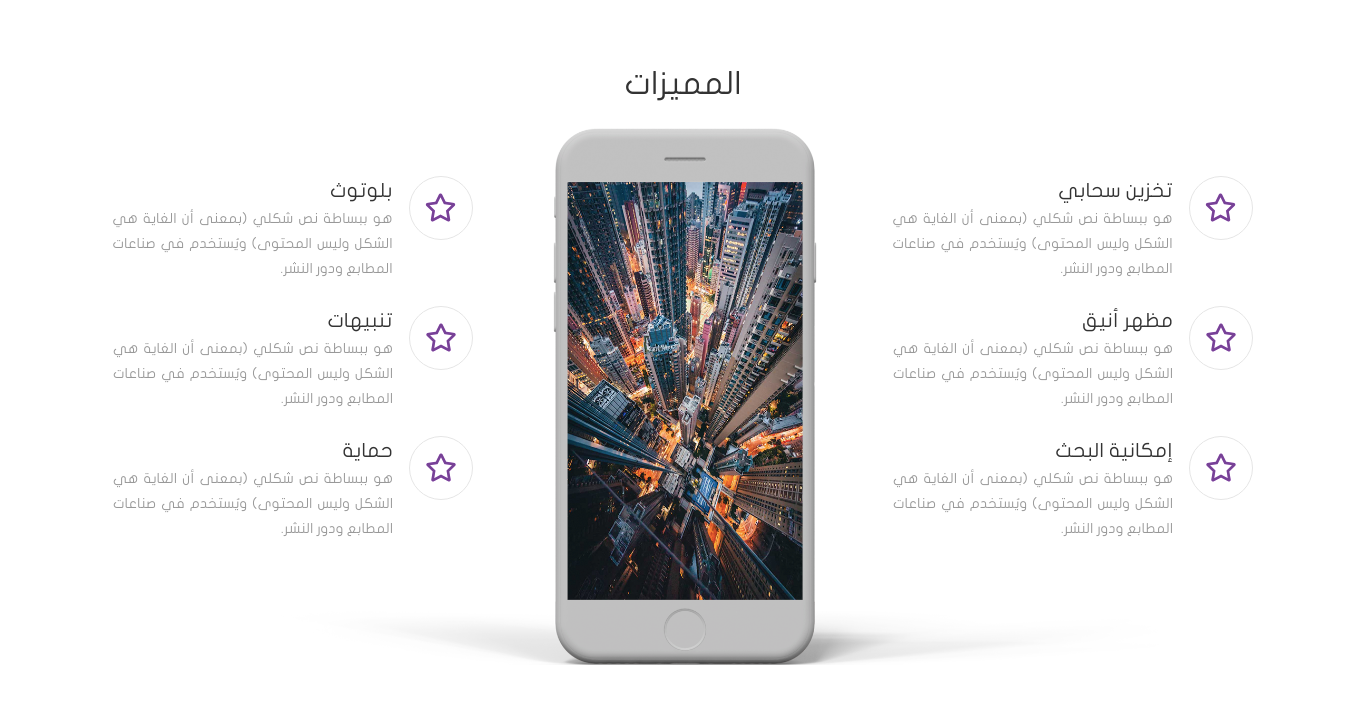 المميزات
تخزين سحابي
هو ببساطة نص شكلي (بمعنى أن الغاية هي
الشكل وليس المحتوى) ويُستخدم في صناعات
المطابع ودور النشر.
مظهر أنيق
هو ببساطة نص شكلي (بمعنى أن الغاية هي
الشكل وليس المحتوى) ويُستخدم في صناعات
المطابع ودور النشر.
إمكانية البحث
هو ببساطة نص شكلي (بمعنى أن الغاية هي
الشكل وليس المحتوى) ويُستخدم في صناعات
المطابع ودور النشر.
بلوتوث
هو ببساطة نص شكلي (بمعنى أن الغاية هي
الشكل وليس المحتوى) ويُستخدم في صناعات
المطابع ودور النشر.
تنبيهات
هو ببساطة نص شكلي (بمعنى أن الغاية هي
الشكل وليس المحتوى) ويُستخدم في صناعات
المطابع ودور النشر.
حماية
هو ببساطة نص شكلي (بمعنى أن الغاية هي
الشكل وليس المحتوى) ويُستخدم في صناعات
المطابع ودور النشر.